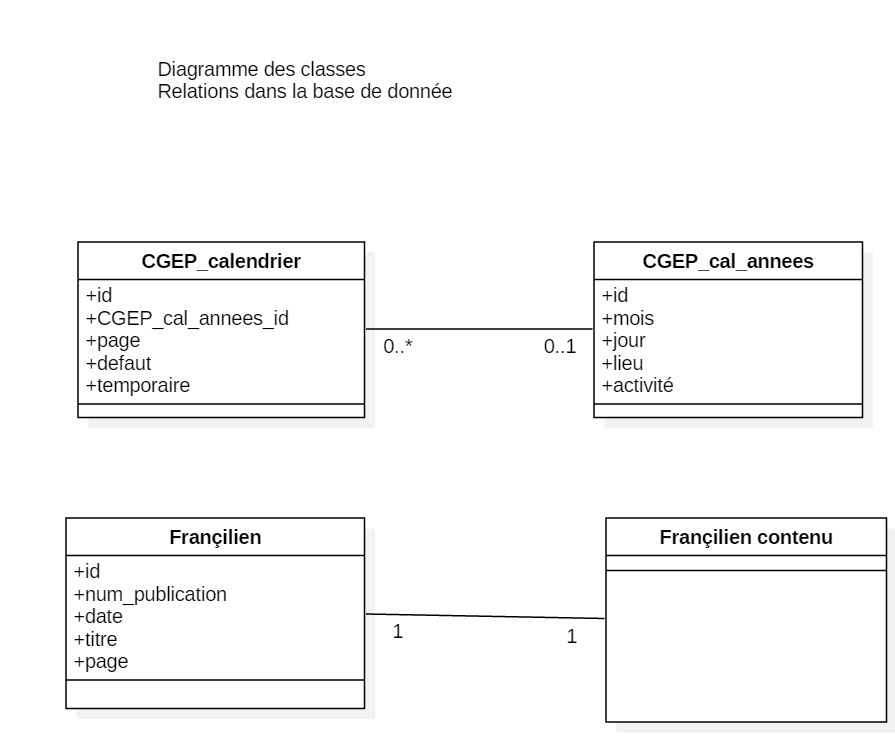 Diagramme des classes
Relations dans la base de donnée
CGEP_calendrier
+id
+CGEP_cal_annees_id
+page
+defaut
+temporaire
0..*
0..1
CGEP_cal_annees
+id
+mois
+jour
+lieu
+activité
Françilien
+id
+num_publication
+date
+titre
+page
1
1
Françilien contenu